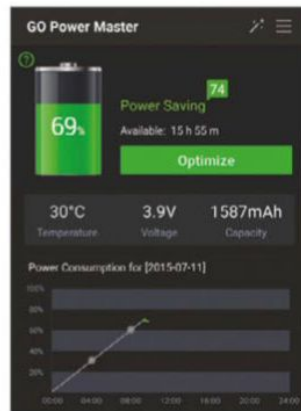 GO Power Master
?
74
69%
Power Saving
Available: 15 h 55 m
Optimize
30°C 3.9V 1587mAh
Temperature Voltage Capacity
Power Consumption for [2015-07-11]
100%
80%
60%
40%
20%
00:00 04:00 08:00 12:00 16:00 20:00 24:00